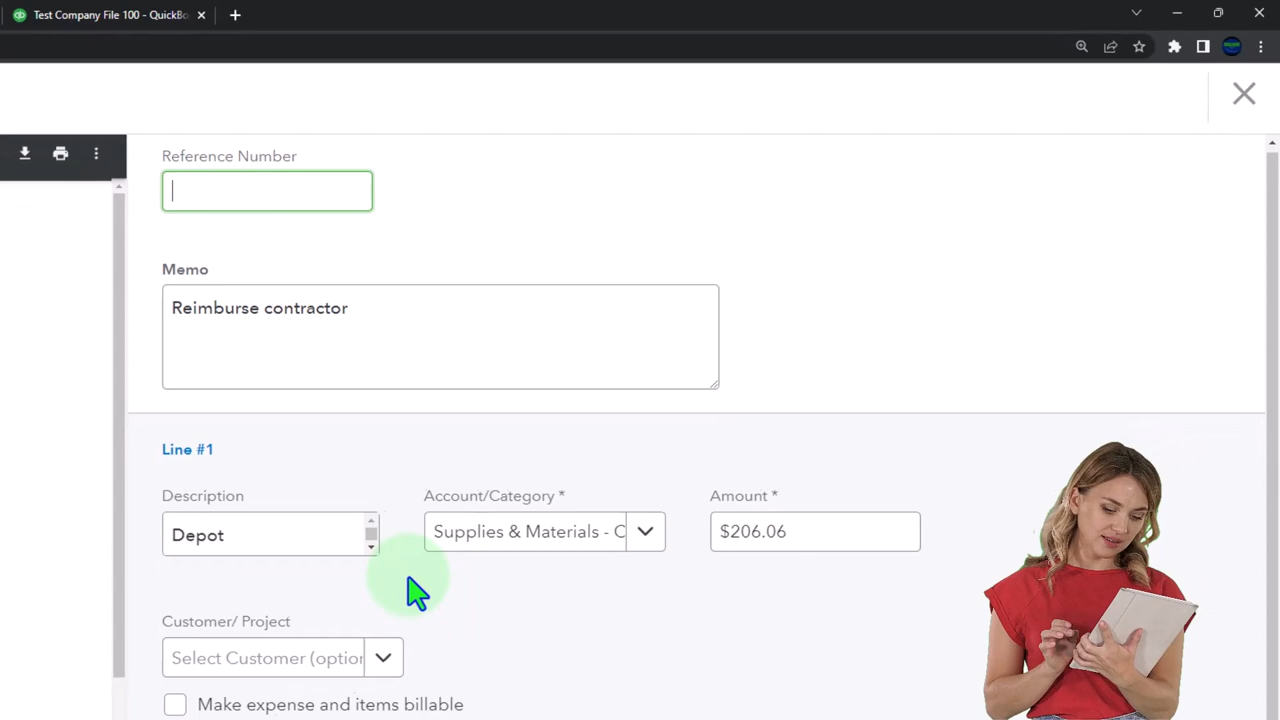 Test Company File 100 - QuickBo
Reference Number
Memo
Reimburse contractor
Line #1
Description
Account/Category *
Amount *
Depot
Supplies & Materials - C
$206.06
Customer/ Project
Select Customer (option
Make expense and items billable